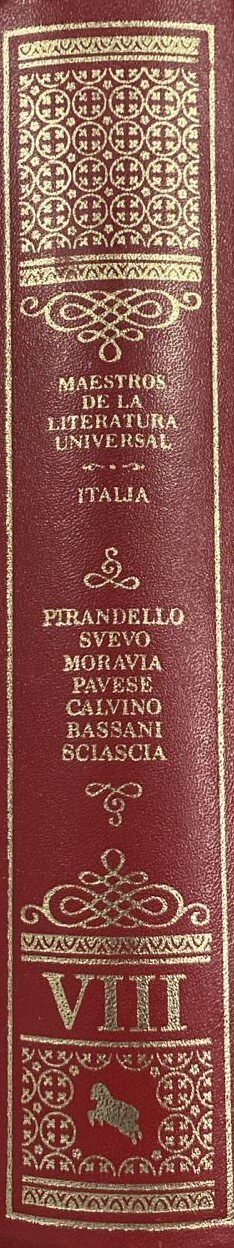 MAESTROS
DE LA
LITERATURA
UNIVERSAL
ITALIA
PIRANDELLO
SVEVO
MORAVIA
PAVESE
CALVINO
BASSANI
SCIASCIA
VIII